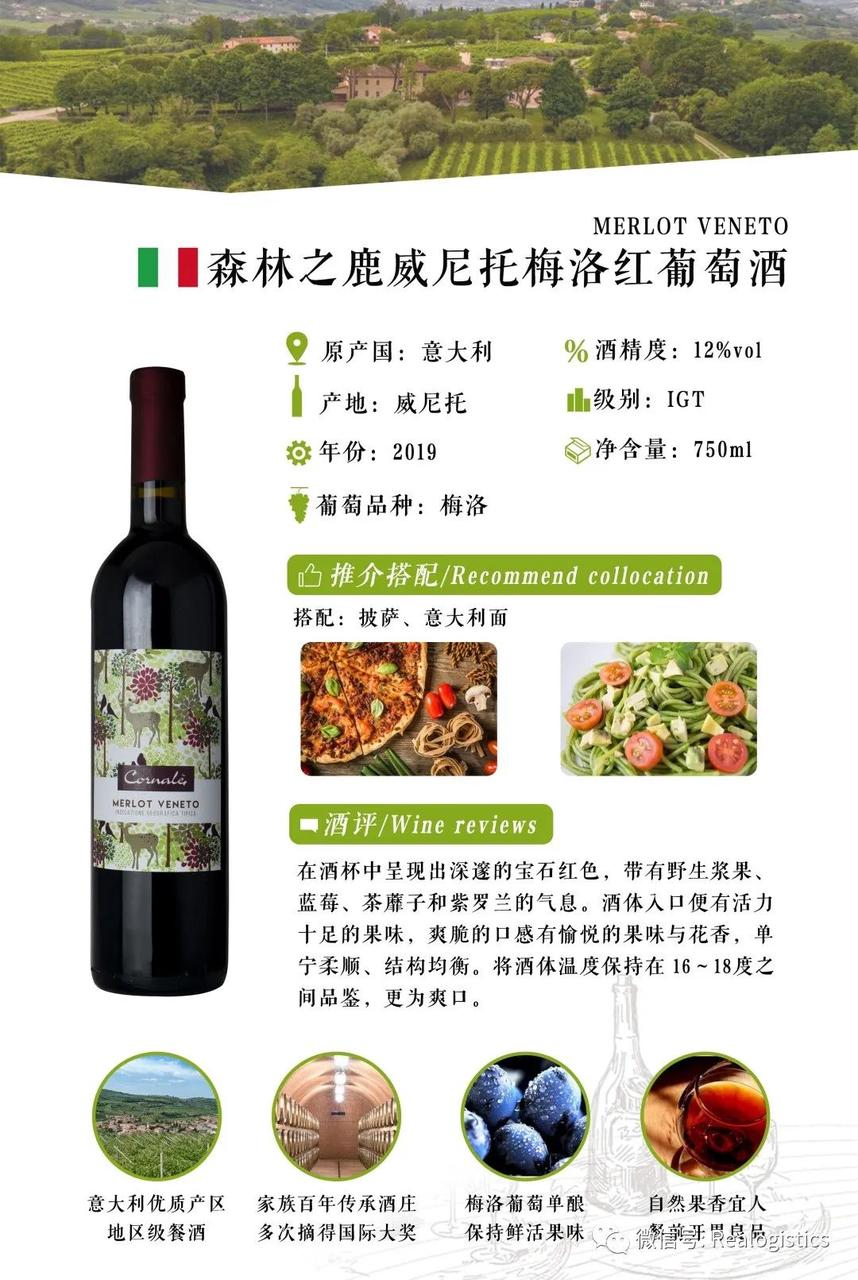 MERLOT VENETO
森林之鹿威尼托梅洛红葡萄酒
原产国：意大利
% 酒精度：12%vol
产地：威尼托
级别：IGT
年份：2019
净含量：750ml
葡萄品种：梅洛
推介搭配/Recommend collocation
搭配：披萨、意大利面
Cornalè
MERLOT VENETO
INDICAZIONE GEOGRAFICA TIPICA
酒评/Wine reviews
在酒杯中呈现出深邃的宝石红色，带有野生浆果、
蓝莓、茶藨子和紫罗兰的气息。酒体入口便有活力
十足的果味，爽脆的口感有愉悦的果味与花香，单
宁柔顺、结构均衡。将酒体温度保持在 16～18度之
间品鉴，更为爽口。
意大利优质产区
地区级餐酒
家族百年传承酒庄
多次摘得国际大奖
梅洛葡萄单酿
保持鲜活果味
自然果香宜人
餐前开胃良品
微信号: Realogistics